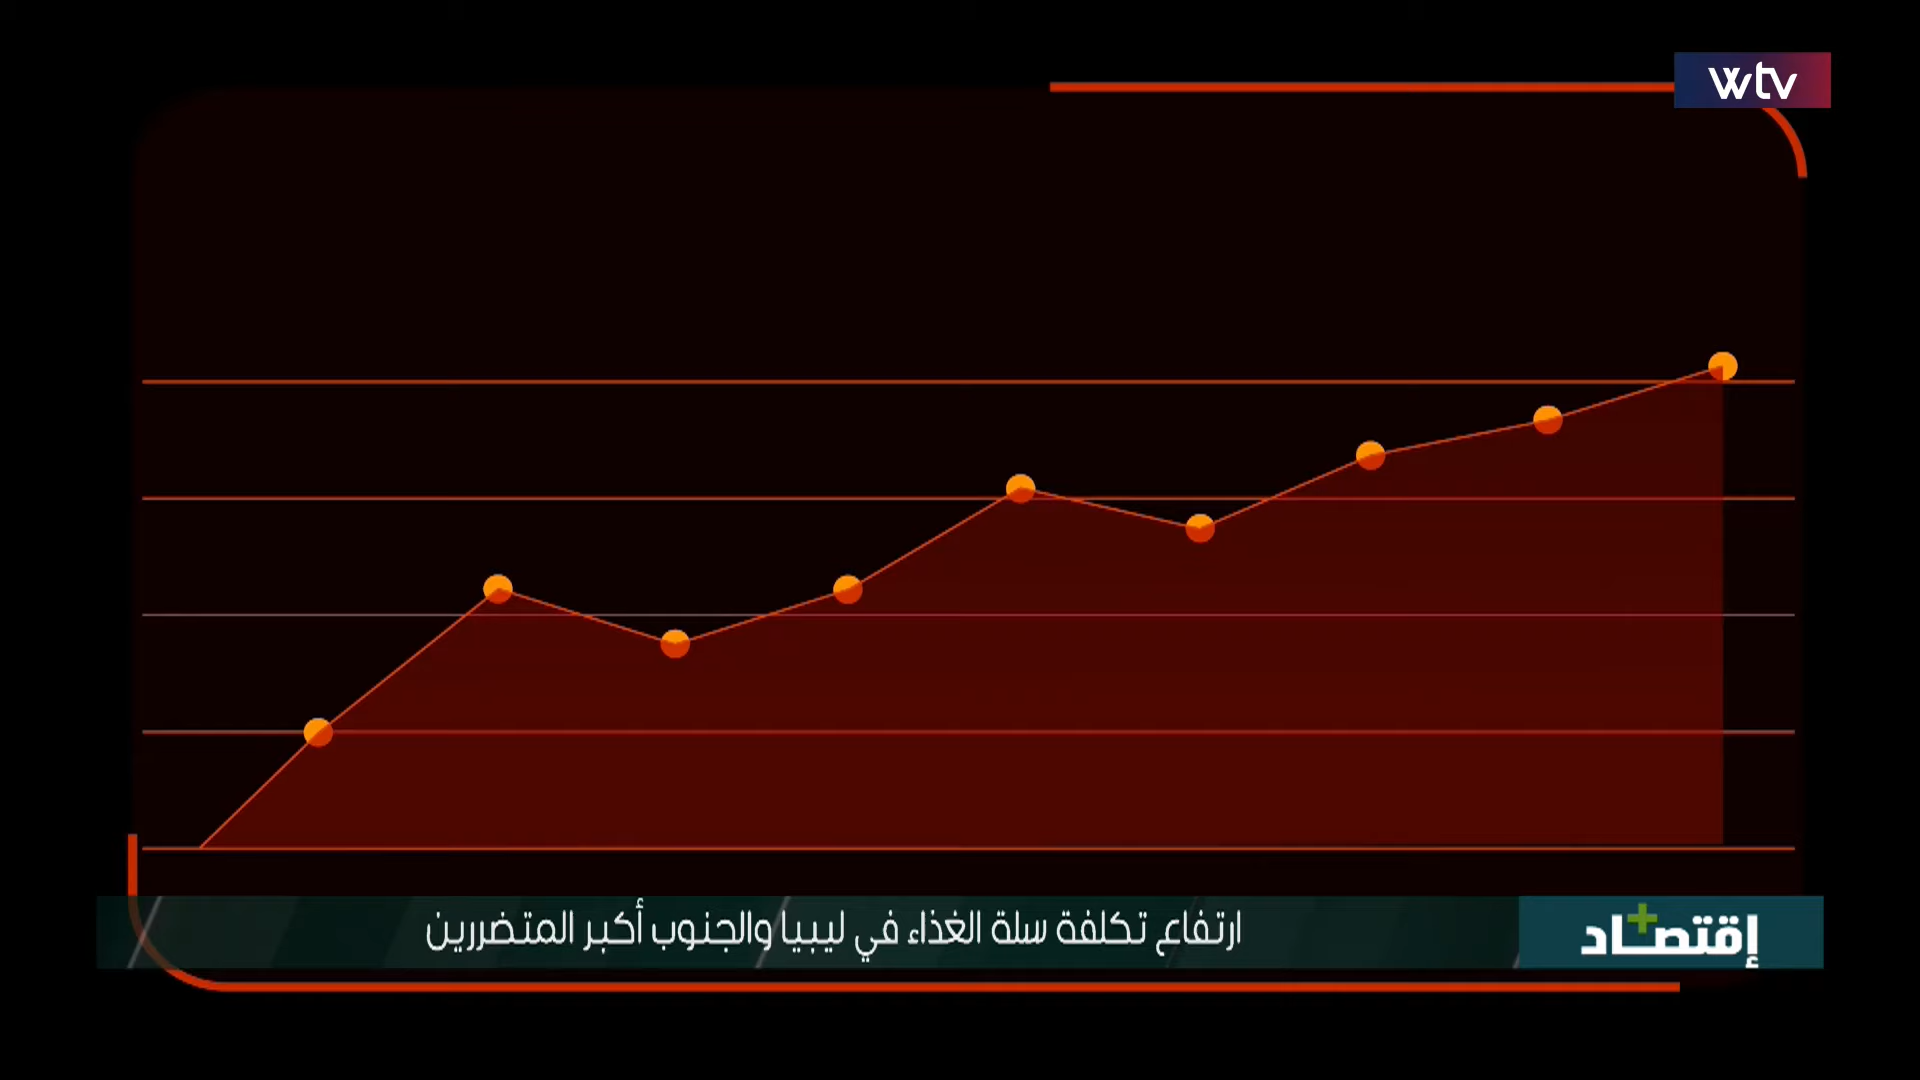 wtv
ارتفاع تكلفة سلة الغذاء في ليبيا والجنوب أكبر المتضررين
إقتصاد+